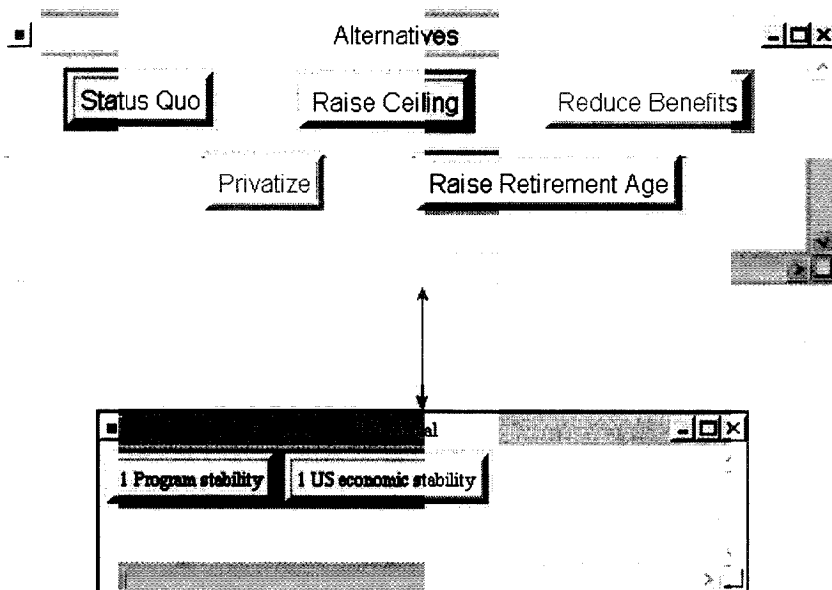 Alternatives
Status Quo
Raise Ceiling
Reduce Benefits
Privatize
Raise Retirement Age
1 Program stability
1 US economic stability